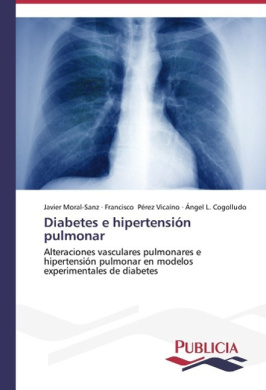 Javier Moral-Sanz · Francisco Pérez Vicaíno · Ángel L. Cogolludo
Diabetes e hipertensión
pulmonar
Alteraciones vasculares pulmonares e
hipertensión pulmonar en modelos
experimentales de diabetes
PUBLICIA